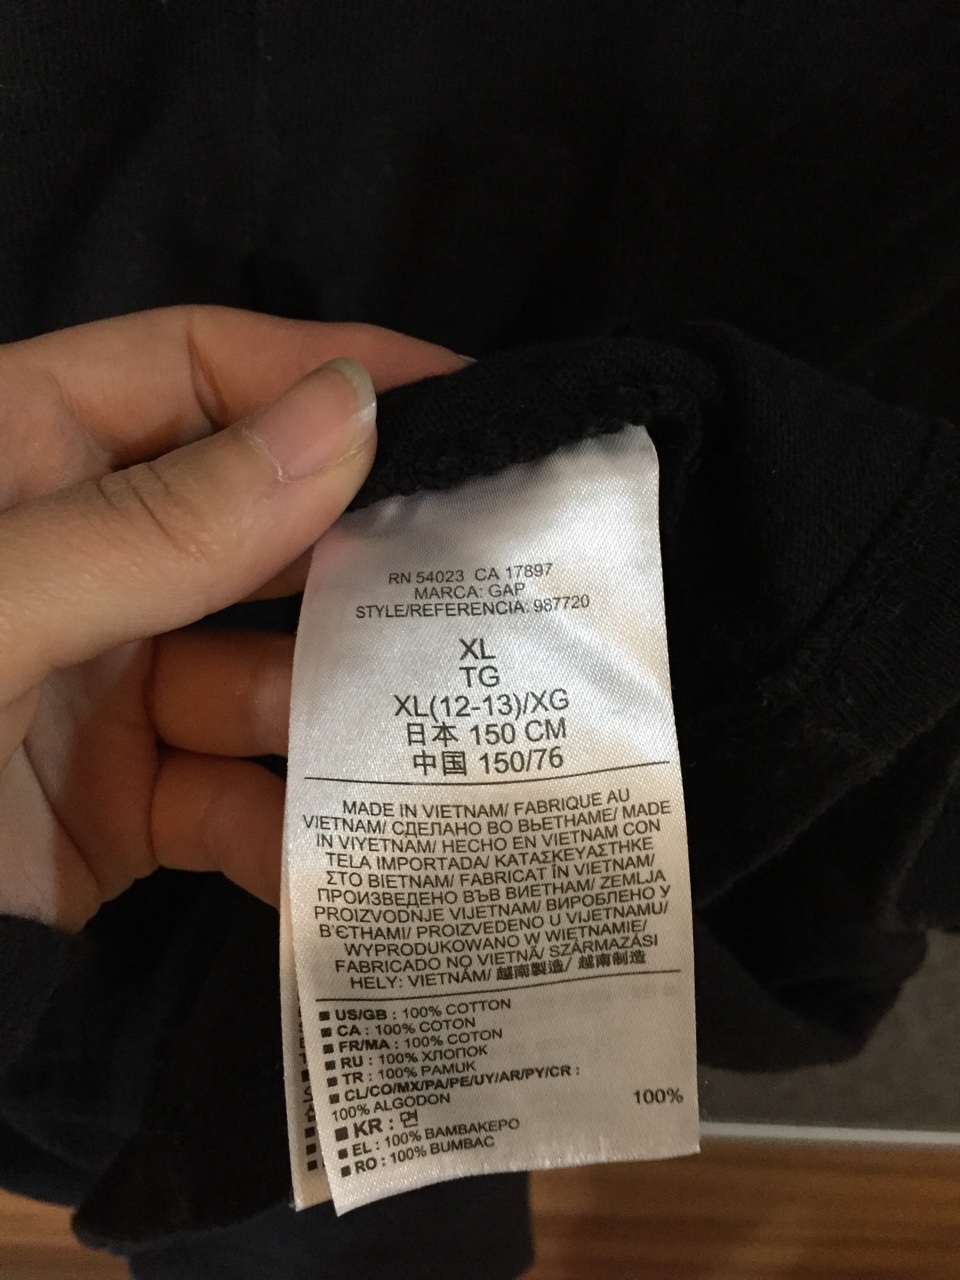 RN 54023 CA 17897
MARCA: GAP
STYLE/REFERENCIA: 987720
XL
TG
XL(12-13)/XG
日本 150 CM
中国 150/76
MADE IN VIETNAM/ FABRIQUE AU
VIETNAM/ СДЕЛАНО ВО ВЬЕТНАМЕ/ MADE
IN VIYETNAM/ HECHO EN VIETNAM CON
TELA IMPORTADA/ ΚΑΤΑΣΚΕΥΑΣΤΗΚΕ
ΣΤΟ ΒΙΕΤΝΑΜ/ FABRICAT ÎN VIETNAM/
ПРОИЗВЕДЕНО ВЪВ ВИЕТНАМ/ ZEMLJA
PROIZVODNJE VIJETNAM/ ВИРОБЛЕНО У
В'ЄТНАМІ/ PROIZVEDENO U VIJETNAMU/
WYPRODUKOWANO W WIETNAMIE/
FABRICADO NO VIETNÃ/ SZÁRMAZÁSI
HELY: VIETNÁM/ 越南製造/ 越南制造
■ US/GB : 100% COTTON
■ CA : 100% COTON
■ FR/MA : 100% COTON
■ RU : 100% ХЛОПОК
■ TR : 100% PAMUK
■ CL/CO/MX/PA/PE/UY/AR/PY/CR :
100% ALGODON
■ KR : 면 100%
■ EL : 100% ΒΑΜΒΑΚΕΡΟ
■ RO : 100% BUMBAC